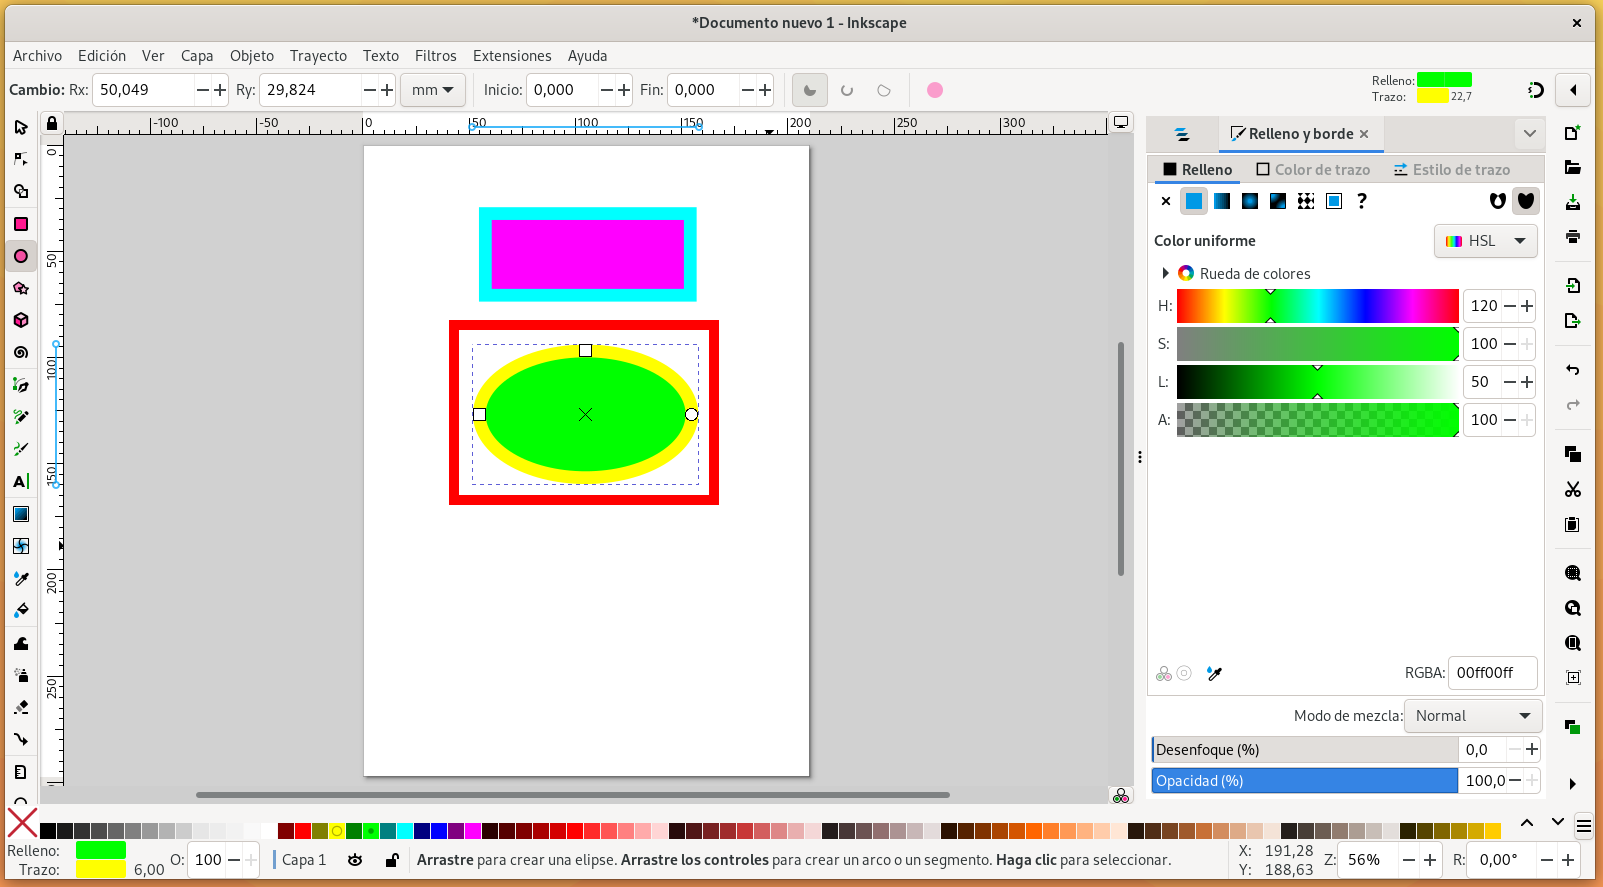 *Documento nuevo 1 - Inkscape
Archivo Edición Ver Capa Objeto Trayecto Texto Filtros Extensiones Ayuda
Cambio: Rx: 50,049 Ry: 29,824 mm Inicio: 0,000 Fin: 0,000
Relleno:
Trazo: 22,7
-100 -50 0 50 100 150 200 250 300
0
50
100
150
200
250
Relleno y borde
Relleno Color de trazo Estilo de trazo
Color uniforme HSL
Rueda de colores
H: 120
S: 100
L: 50
A: 100
RGBA: 00ff00ff
Modo de mezcla: Normal
Desenfoque (%) 0,0
Opacidad (%) 100,0
Relleno:
Trazo: 6,00
O: 100
Capa 1
Arrastre para crear una elipse. Arrastre los controles para crear un arco o un segmento. Haga clic para seleccionar.
X: 191,28
Y: 188,63
Z: 56%
R: 0,00°